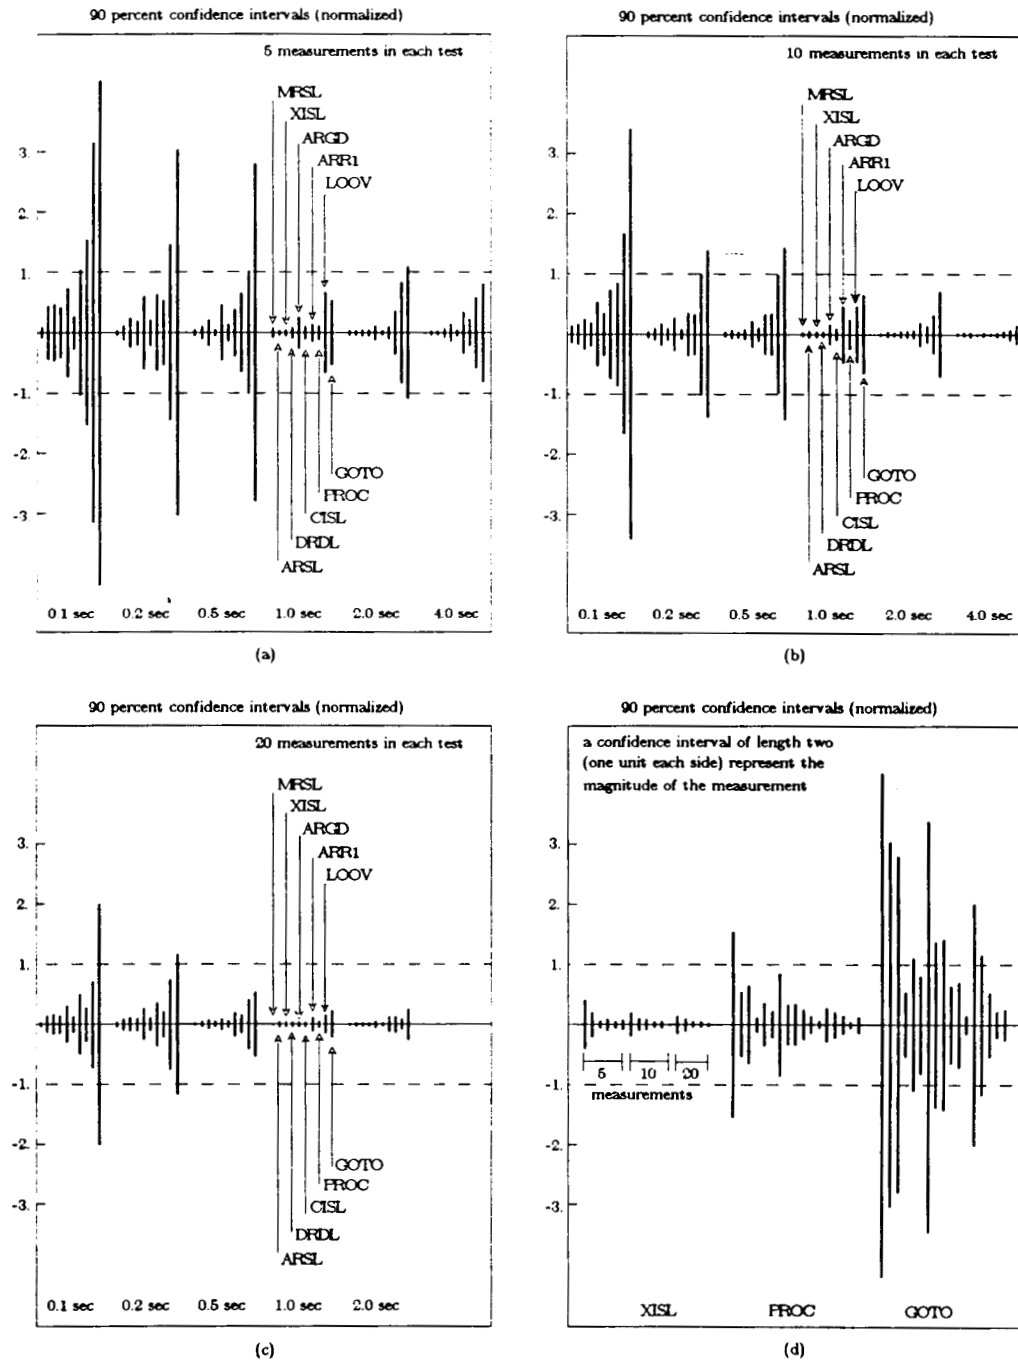 90 percent confidence intervals (normalized)
5 measurements in each test
MRSL
XISL
ARGD
ARR1
LOOV
3.
2.
1.
0.
-1.
-2.
-3.
GOTO
PROC
CISL
DRDL
ARSL
0.1 sec 0.2 sec 0.5 sec 1.0 sec 2.0 sec 4.0 sec
(a)
90 percent confidence intervals (normalized)
10 measurements in each test
MRSL
XISL
ARGD
ARR1
LOOV
3.
2.
1.
0.
-1.
-2.
-3.
GOTO
PROC
CISL
DRDL
ARSL
0.1 sec 0.2 sec 0.5 sec 1.0 sec 2.0 sec 4.0 sec
(b)
90 percent confidence intervals (normalized)
20 measurements in each test
MRSL
XISL
ARGD
ARR1
LOOV
3.
2.
1.
0.
-1.
-2.
-3.
GOTO
PROC
CISL
DRDL
ARSL
0.1 sec 0.2 sec 0.5 sec 1.0 sec 2.0 sec
(c)
90 percent confidence intervals (normalized)
a confidence interval of length two
(one unit each side) represent the
magnitude of the measurement
3.
2.
1.
0.
-1.
-2.
-3.
5 10 20
measurements
XISL PROC GOTO
(d)